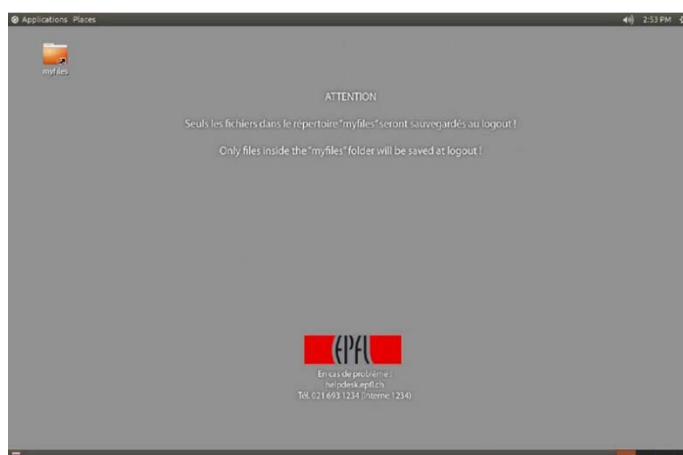 Applications Places
2:53 PM
myfiles
ATTENTION
Seuls les fichiers dans le répertoire "myfiles" seront sauvegardés au logout !
Only files inside the "myfiles" folder will be saved at logout !
EPFL
En cas de problèmes :
helpdesk.epfl.ch
Tél. 021 693 1234 (interne 1234)